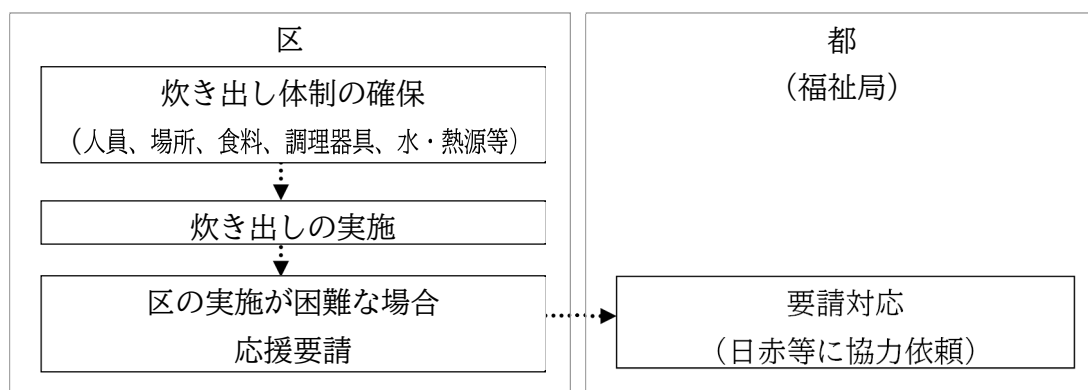 区
炊き出し体制の確保
（人員、場所、食料、調理器具、水・熱源等）
炊き出しの実施
区の実施が困難な場合
応援要請
都
（福祉局）
要請対応
（日赤等に協力依頼）